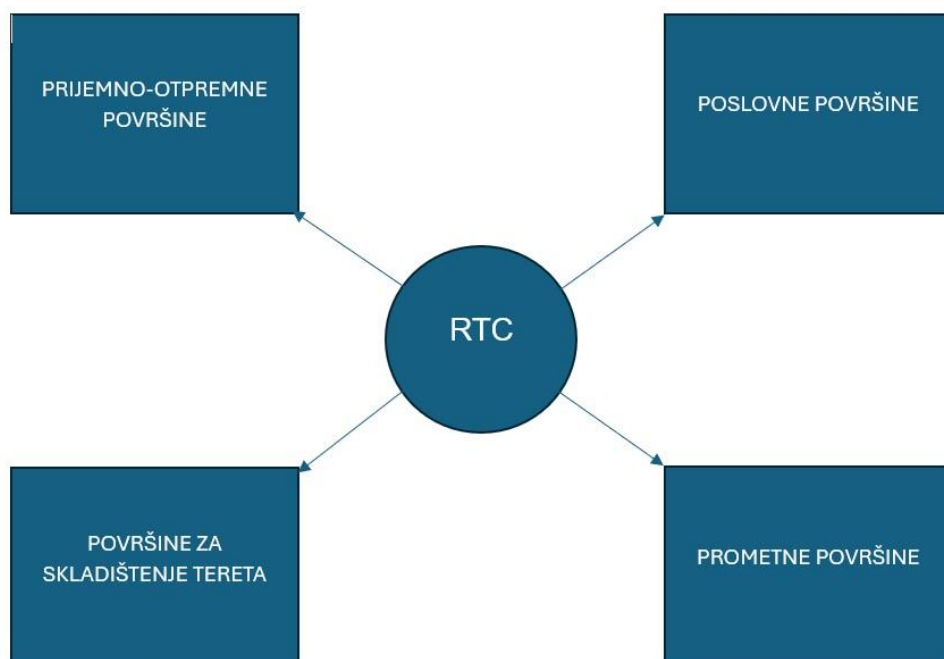 PRIJEMNO-OTPREMNE
POVRŠINE
POSLOVNE POVRŠINE
RTC
POVRŠINE ZA
SKLADIŠTENJE TERETA
PROMETNE POVRŠINE